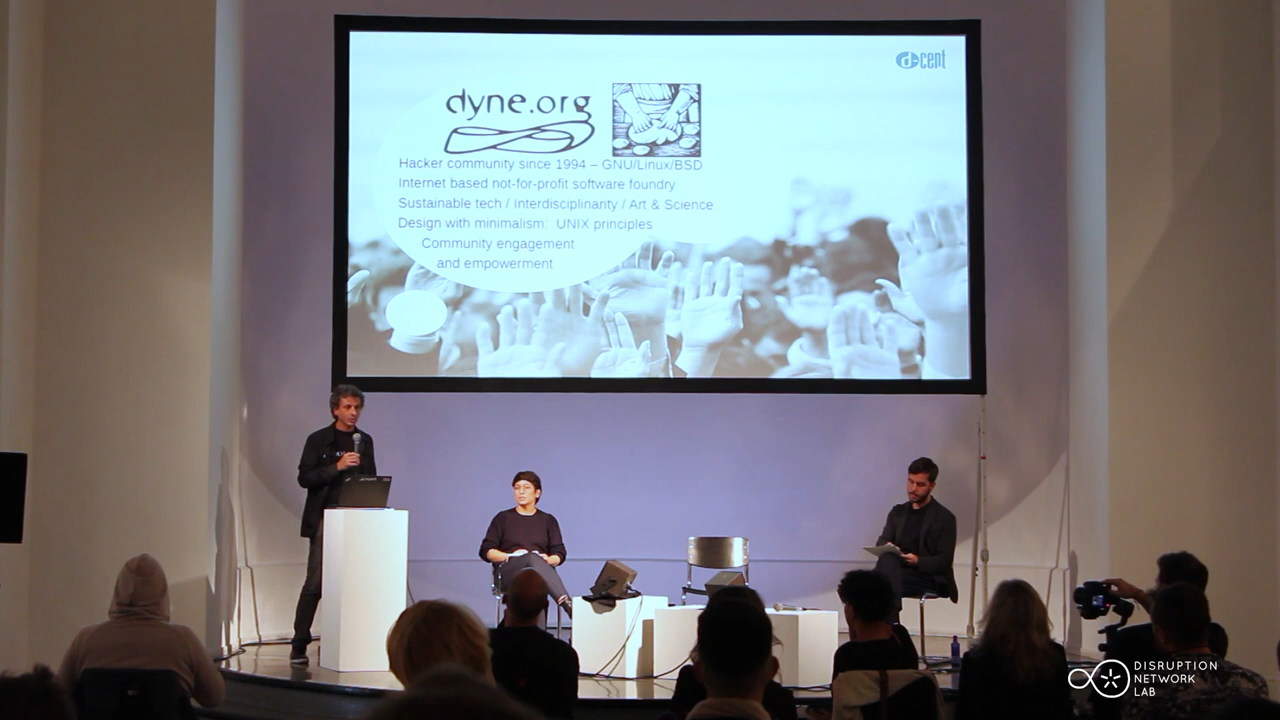 d-cent
dyne.org
Hacker community since 1994 – GNU/Linux/BSD
Internet based not-for-profit software foundry
Sustainable tech / Interdisciplinarity / Art & Science
Design with minimalism:  UNIX principles
Community engagement
and empowerment
DISRUPTION
NETWORK
LAB